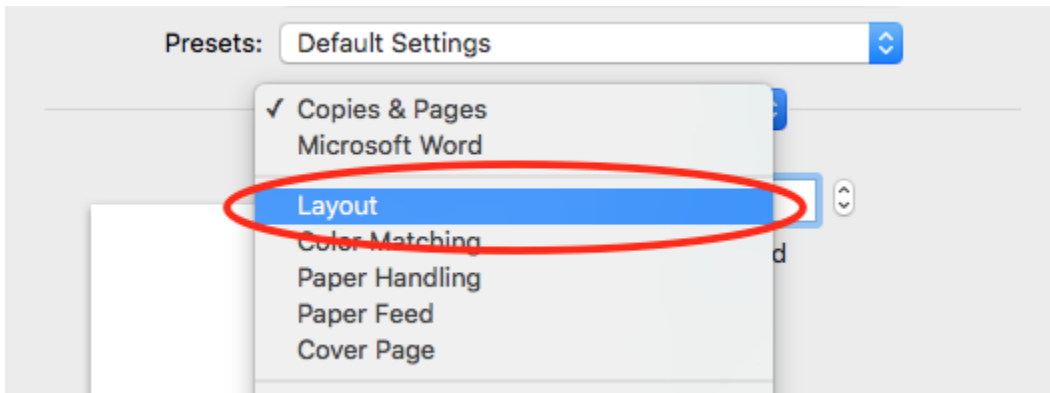 Presets: Default Settings
✓ Copies & Pages
Microsoft Word
Layout
Color Matching
d
Paper Handling
Paper Feed
Cover Page